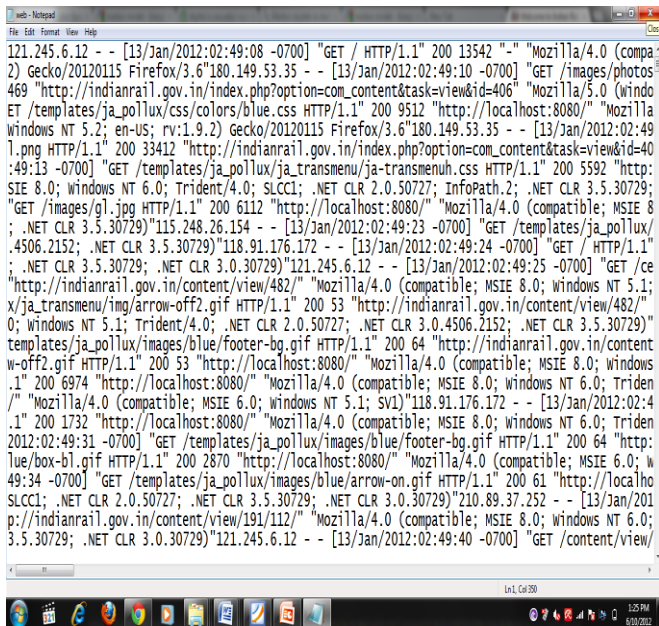 web - Notepad
File Edit Format View Help
Clos
121.245.6.12 - - [13/Jan/2012:02:49:08 -0700] "GET / HTTP/1.1" 200 13542 "-" "Mozilla/4.0 (compa
2) Gecko/20120115 Firefox/3.6"180.149.53.35 - - [13/Jan/2012:02:49:10 -0700] "GET /images/photos
469 "http://indianrail.gov.in/index.php?option=com_content&task=view&id=406" "Mozilla/5.0 (Windo
ET /templates/ja_pollux/css/colors/blue.css HTTP/1.1" 200 9512 "http://localhost:8080/" "Mozilla
Windows NT 5.2; en-US; rv:1.9.2) Gecko/20120115 Firefox/3.6"180.149.53.35 - - [13/Jan/2012:02:49
l.png HTTP/1.1" 200 33412 "http://indianrail.gov.in/index.php?option=com_content&task=view&id=40
:49:13 -0700] "GET /templates/ja_pollux/ja_transmenu/ja-transmenuh.css HTTP/1.1" 200 5592 "http:
SIE 8.0; Windows NT 6.0; Trident/4.0; SLCC1; .NET CLR 2.0.50727; InfoPath.2; .NET CLR 3.5.30729;
"GET /images/gl.jpg HTTP/1.1" 200 6112 "http://localhost:8080/" "Mozilla/4.0 (compatible; MSIE 8
; .NET CLR 3.5.30729)"115.248.26.154 - - [13/Jan/2012:02:49:23 -0700] "GET /templates/ja_pollux/
.4506.2152; .NET CLR 3.5.30729)"118.91.176.172 - - [13/Jan/2012:02:49:24 -0700] "GET / HTTP/1.1"
; .NET CLR 3.5.30729; .NET CLR 3.0.30729)"121.245.6.12 - - [13/Jan/2012:02:49:25 -0700] "GET /ce
"http://indianrail.gov.in/content/view/482/" "Mozilla/4.0 (compatible; MSIE 8.0; Windows NT 5.1;
x/ja_transmenu/img/arrow-off2.gif HTTP/1.1" 200 53 "http://indianrail.gov.in/content/view/482/"
0; Windows NT 5.1; Trident/4.0; .NET CLR 2.0.50727; .NET CLR 3.0.4506.2152; .NET CLR 3.5.30729)"
templates/ja_pollux/images/blue/footer-bg.gif HTTP/1.1" 200 64 "http://indianrail.gov.in/content
w-off2.gif HTTP/1.1" 200 53 "http://localhost:8080/" "Mozilla/4.0 (compatible; MSIE 8.0; Windows
.1" 200 6974 "http://localhost:8080/" "Mozilla/4.0 (compatible; MSIE 8.0; Windows NT 6.0; Triden
/" "Mozilla/4.0 (compatible; MSIE 6.0; Windows NT 5.1; SV1)"118.91.176.172 - - [13/Jan/2012:02:4
.1" 200 1732 "http://localhost:8080/" "Mozilla/4.0 (compatible; MSIE 8.0; Windows NT 6.0; Triden
2012:02:49:31 -0700] "GET /templates/ja_pollux/images/blue/footer-bg.gif HTTP/1.1" 200 64 "http:
lue/box-bl.gif HTTP/1.1" 200 2870 "http://localhost:8080/" "Mozilla/4.0 (compatible; MSIE 6.0; W
49:34 -0700] "GET /templates/ja_pollux/images/blue/arrow-on.gif HTTP/1.1" 200 61 "http://localho
SLCC1; .NET CLR 2.0.50727; .NET CLR 3.5.30729; .NET CLR 3.0.30729)"210.89.37.252 - - [13/Jan/201
p://indianrail.gov.in/content/view/191/112/" "Mozilla/4.0 (compatible; MSIE 8.0; Windows NT 6.0;
3.5.30729; .NET CLR 3.0.30729)"121.245.6.12 - - [13/Jan/2012:02:49:40 -0700] "GET /content/view/
Ln 1, Col 350
321
1:25 PM
6/10/2012